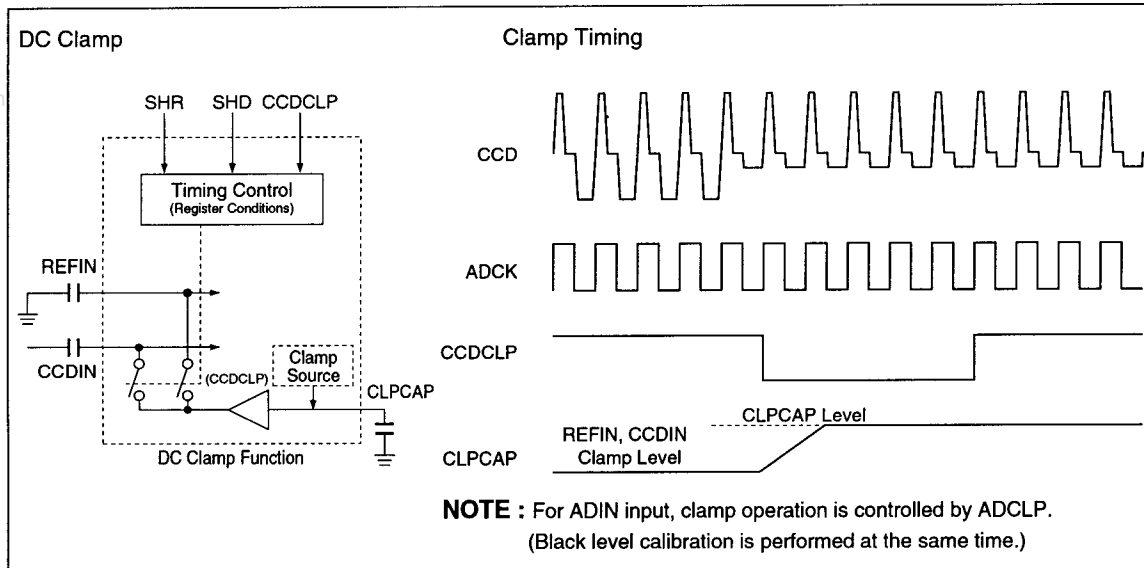 DC Clamp
SHR SHD CCDCLP
Timing Control
(Register Conditions)
REFIN
CCDIN
(CCDCLP)
Clamp
Source
CLPCAP
DC Clamp Function
Clamp Timing
CCD
ADCK
CCDCLP
CLPCAP Level
REFIN, CCDIN
Clamp Level
CLPCAP
NOTE : For ADIN input, clamp operation is controlled by ADCLP.
(Black level calibration is performed at the same time.)